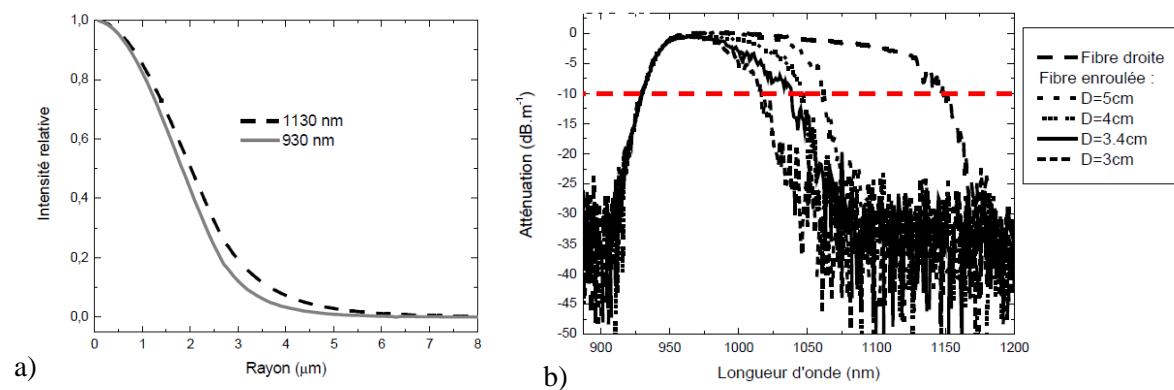 1,0
0,8
0,6
0,4
0,2
0,0
Intensité relative
1130 nm
930 nm
0 1 2 3 4 5 6 7 8
Rayon (µm)
a)
0
-5
-10
-15
-20
-25
-30
-35
-40
-45
-50
Atténuation (dB.m⁻¹)
900 950 1000 1050 1100 1150 1200
Longueur d'onde (nm)
b)
Fibre droite
Fibre enroulée :
D=5cm
D=4cm
D=3.4cm
D=3cm